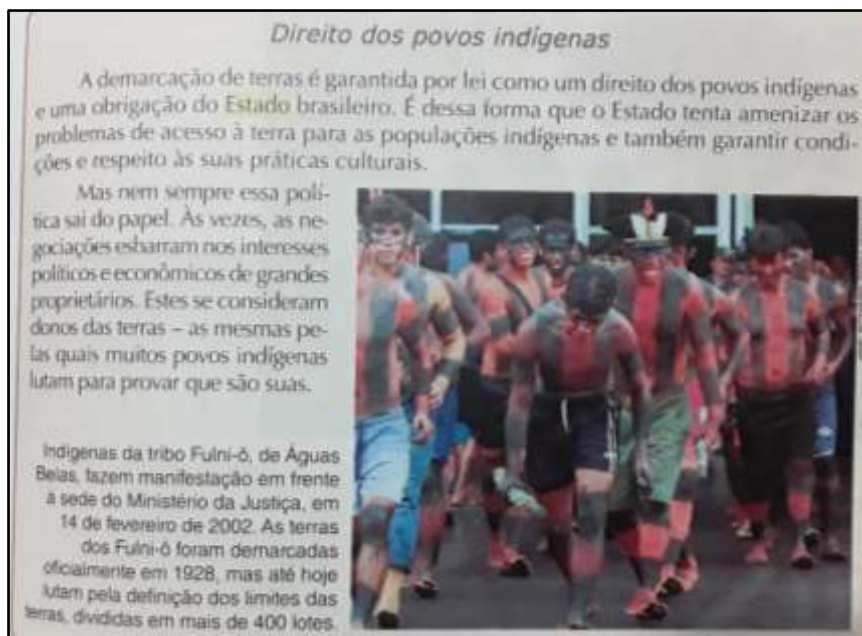 Direito dos povos indígenas
A demarcação de terras é garantida por lei como um direito dos povos indígenas
e uma obrigação do Estado brasileiro. É dessa forma que o Estado tenta amenizar os
problemas de acesso à terra para as populações indígenas e também garantir condi-
ções e respeito às suas práticas culturais.
Mas nem sempre essa polí-
tica sai do papel. Às vezes, as ne-
gociações esbarram nos interesses
políticos e econômicos de grandes
proprietários. Estes se consideram
donos das terras – as mesmas pe-
las quais muitos povos indígenas
lutam para provar que são suas.
Indígenas da tribo Fulni-ô, de Águas
Belas, fazem manifestação em frente
à sede do Ministério da Justiça, em
14 de fevereiro de 2002. As terras
dos Fulni-ô foram demarcadas
oficialmente em 1928, mas até hoje
lutam pela definição dos limites das
terras, divididas em mais de 400 lotes.